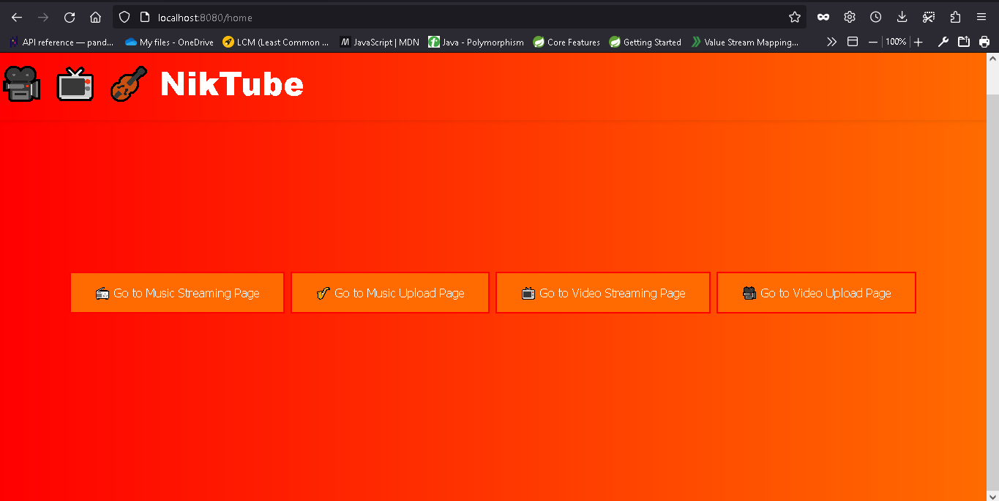 localhost:8080/home
API reference — pand... My files - OneDrive LCM (Least Common ... JavaScript | MDN Java - Polymorphism Core Features Getting Started Value Stream Mapping... 100%
NikTube
Go to Music Streaming Page Go to Music Upload Page Go to Video Streaming Page Go to Video Upload Page